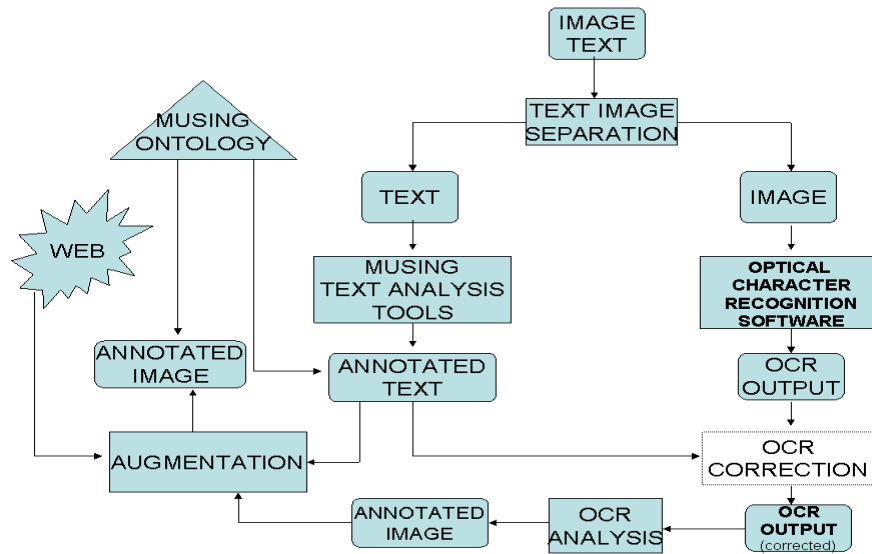 IMAGE
TEXT
MUSING
ONTOLOGY
TEXT IMAGE
SEPARATION
TEXT
IMAGE
WEB
MUSING
TEXT ANALYSIS
TOOLS
OPTICAL
CHARACTER
RECOGNITION
SOFTWARE
ANNOTATED
IMAGE
ANNOTATED
TEXT
OCR
OUTPUT
AUGMENTATION
OCR
CORRECTION
ANNOTATED
IMAGE
OCR
ANALYSIS
OCR
OUTPUT
(corrected)